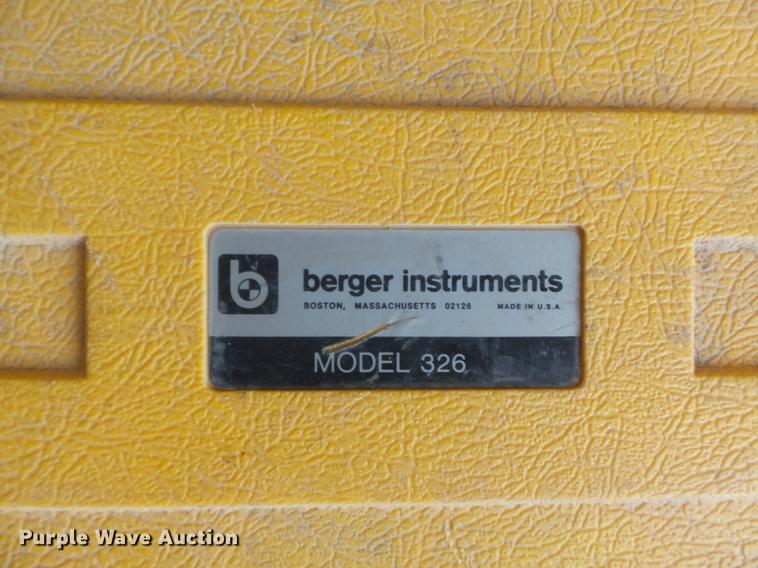 b
berger instruments
BOSTON, MASSACHUSETTS 02126 MADE IN U.S.A.
MODEL 326
Purple Wave Auction